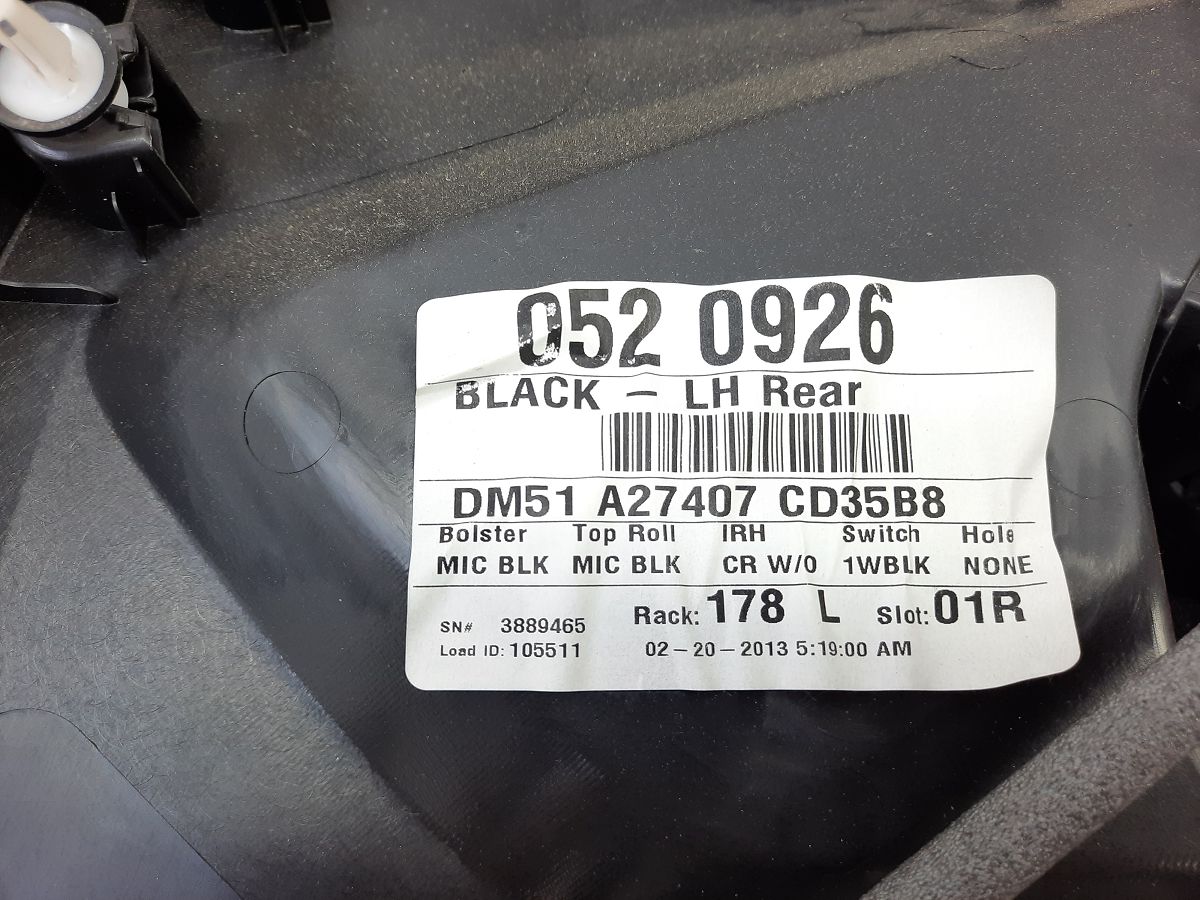 052 0926
BLACK - LH Rear
DM51 A27407 CD35B8
Bolster Top Roll IRH Switch Hole
MIC BLK MIC BLK CR W/O 1WBLK NONE
SN# 3889465 Rack: 178 L Slot: 01R
Load ID: 105511 02-20-2013 5:19:00 AM